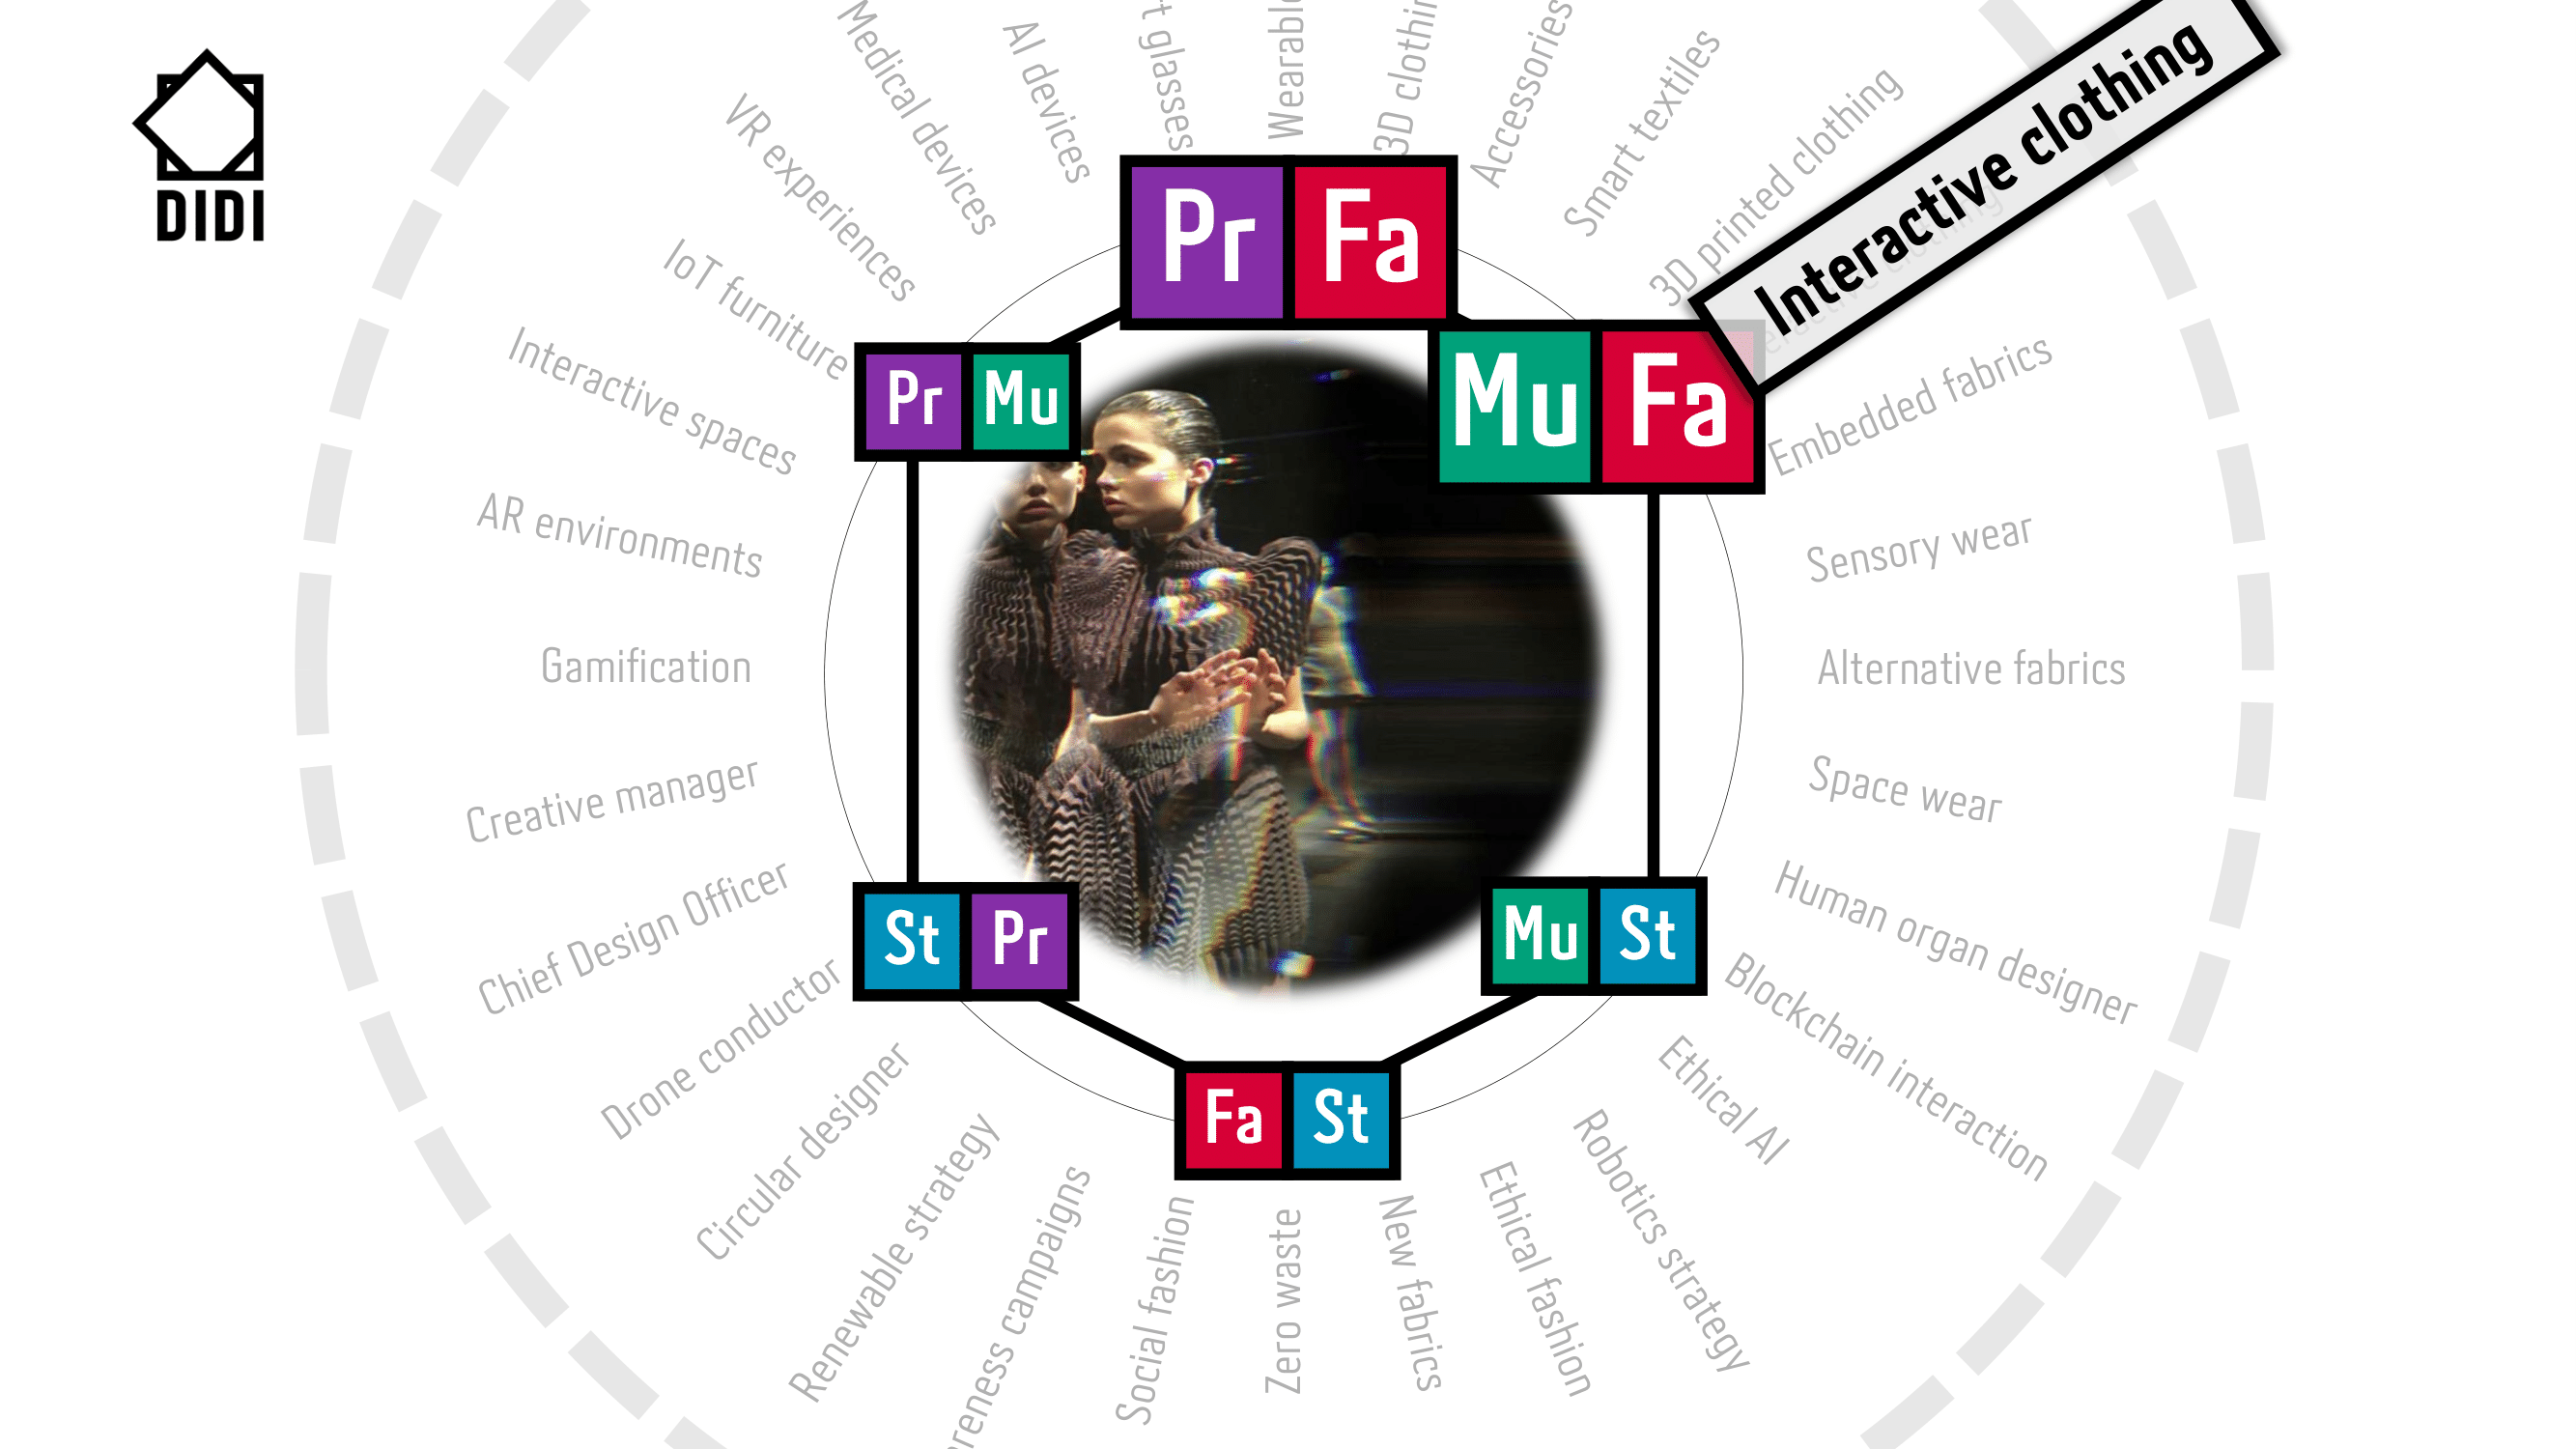 DIDI
Medical devices
AI devices
glasses
3D
Accessories
Smart textiles
3D printed clothing
Interactive clothing
VR experiences
IoT furniture
Interactive spaces
AR environments
Gamification
Creative manager
Chief Design Officer
Drone conductor
Circular designer
Renewable strategy
campaigns
Social fashion
Zero waste
New fabrics
Ethical fashion
Robotics strategy
Ethical AI
Blockchain interaction
Human organ designer
Space wear
Alternative fabrics
Sensory wear
Embedded fabrics
Pr Fa
Pr Mu
Mu Fa
St Pr
Mu St
Fa St